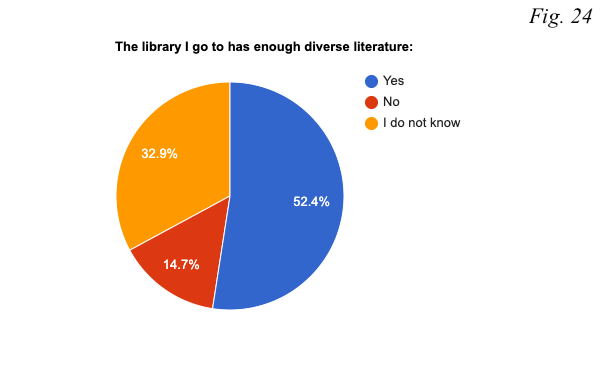 Fig. 24
The library I go to has enough diverse literature:
Yes
No
I do not know
32.9%
52.4%
14.7%